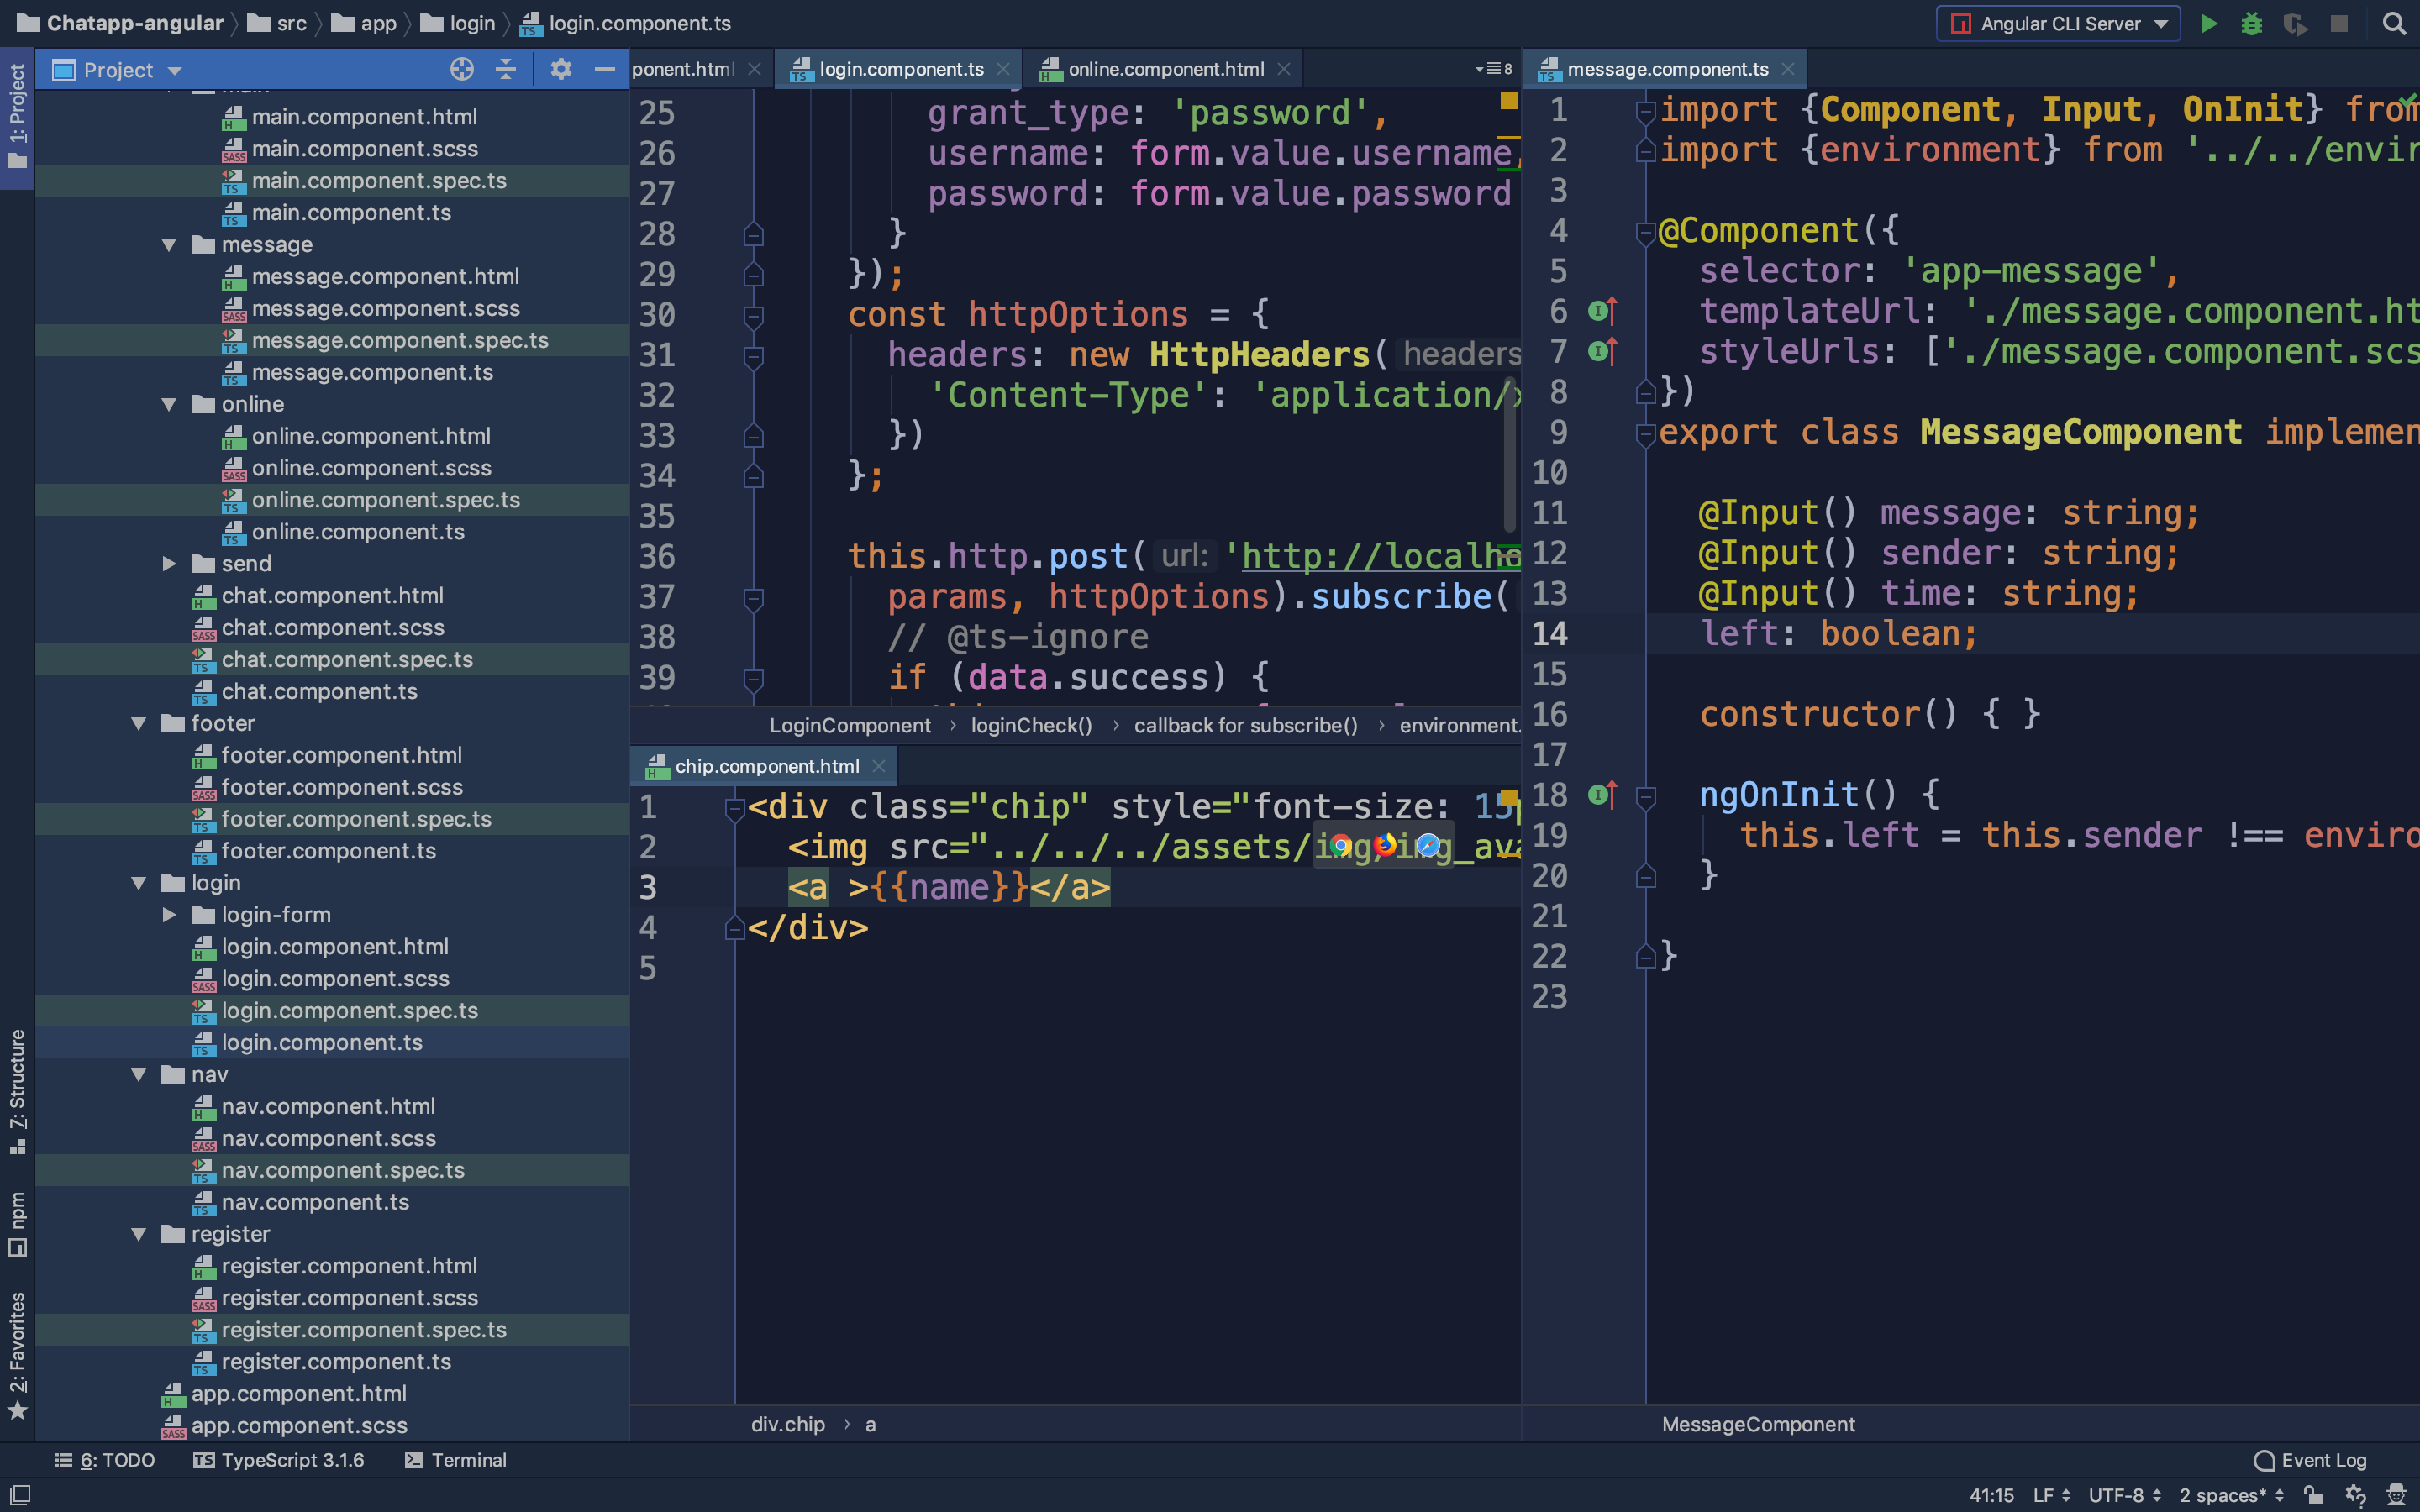 Chatapp-angular
src
app
login
login.component.ts
Angular CLI Server
1: Project
7: Structure
npm
2: Favorites
Project
main.component.html
main.component.scss
main.component.spec.ts
main.component.ts
message
message.component.html
message.component.scss
message.component.spec.ts
message.component.ts
online
online.component.html
online.component.scss
online.component.spec.ts
online.component.ts
send
chat.component.html
chat.component.scss
chat.component.spec.ts
chat.component.ts
footer
footer.component.html
footer.component.scss
footer.component.spec.ts
footer.component.ts
login
login-form
login.component.html
login.component.scss
login.component.spec.ts
login.component.ts
nav
nav.component.html
nav.component.scss
nav.component.spec.ts
nav.component.ts
register
register.component.html
register.component.scss
register.component.spec.ts
register.component.ts
app.component.html
app.component.scss
ponent.html
login.component.ts
online.component.html
8
25 grant_type: 'password',
26 username: form.value.username,
27 password: form.value.password
28 }
29 });
30 const httpOptions = {
31 headers: new HttpHeaders( headers
32 'Content-Type': 'application/
33 })
34 };
35
36 this.http.post( url: 'http://localho
37 params, httpOptions).subscribe(
38 // @ts-ignore
39 if (data.success) {
LoginComponent › loginCheck() › callback for subscribe() › environment.
chip.component.html
1 <div class="chip" style="font-size: 15
2 <img src="../../../assets/img/img_ava
3 <a >{{name}}</a>
4 </div>
5
div.chip › a
message.component.ts
1 import {Component, Input, OnInit} from
2 import {environment} from '../../envir
3
4 @Component({
5 selector: 'app-message',
6 templateUrl: './message.component.ht
7 styleUrls: ['./message.component.scs
8 })
9 export class MessageComponent implemen
10
11 @Input() message: string;
12 @Input() sender: string;
13 @Input() time: string;
14 left: boolean;
15
16 constructor() { }
17
18 ngOnInit() {
19 this.left = this.sender !== enviro
20 }
21
22 }
23
MessageComponent
6: TODO
TypeScript 3.1.6
Terminal
Event Log
41:15 LF UTF-8 2 spaces*